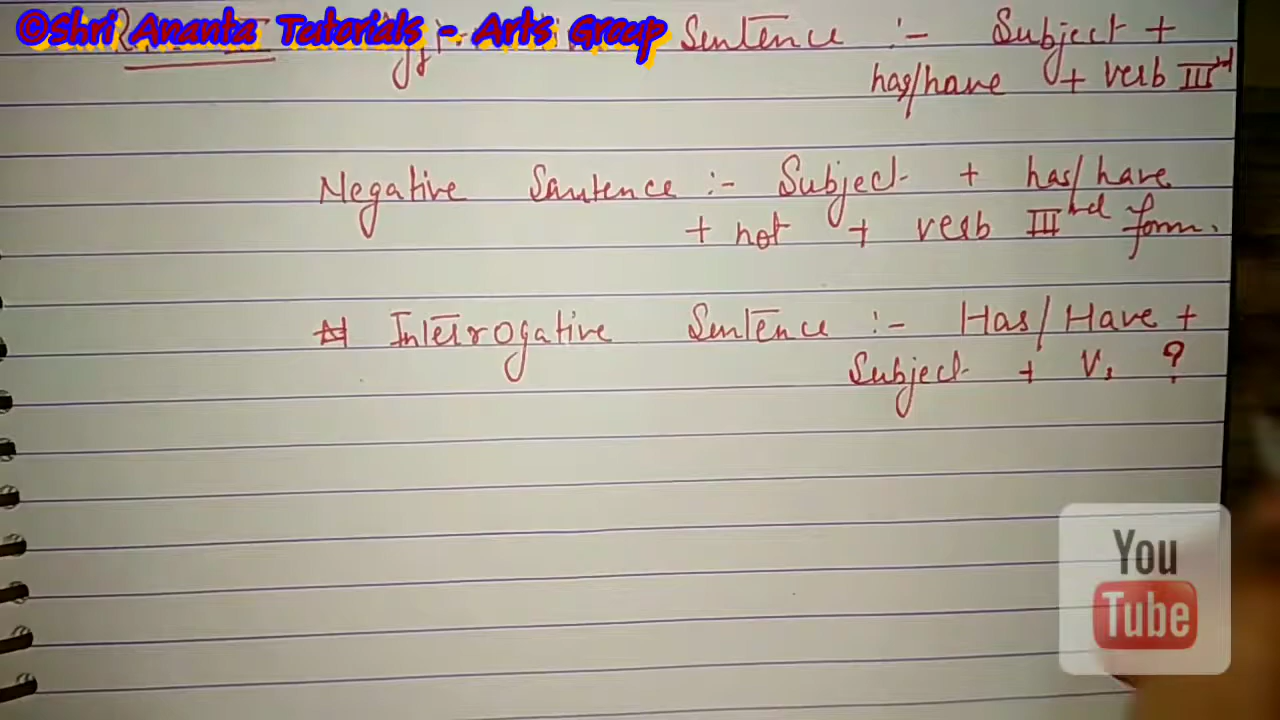 ©Shri Ananta Tutorials - Arts Group Sentence :- Subject +
has/have + verb IIIrd
Negative Sentence :- Subject + has/have
+ not + verb IIIrd form.
Interrogative Sentence :- Has/Have +
Subject + V3 ?
You
Tube